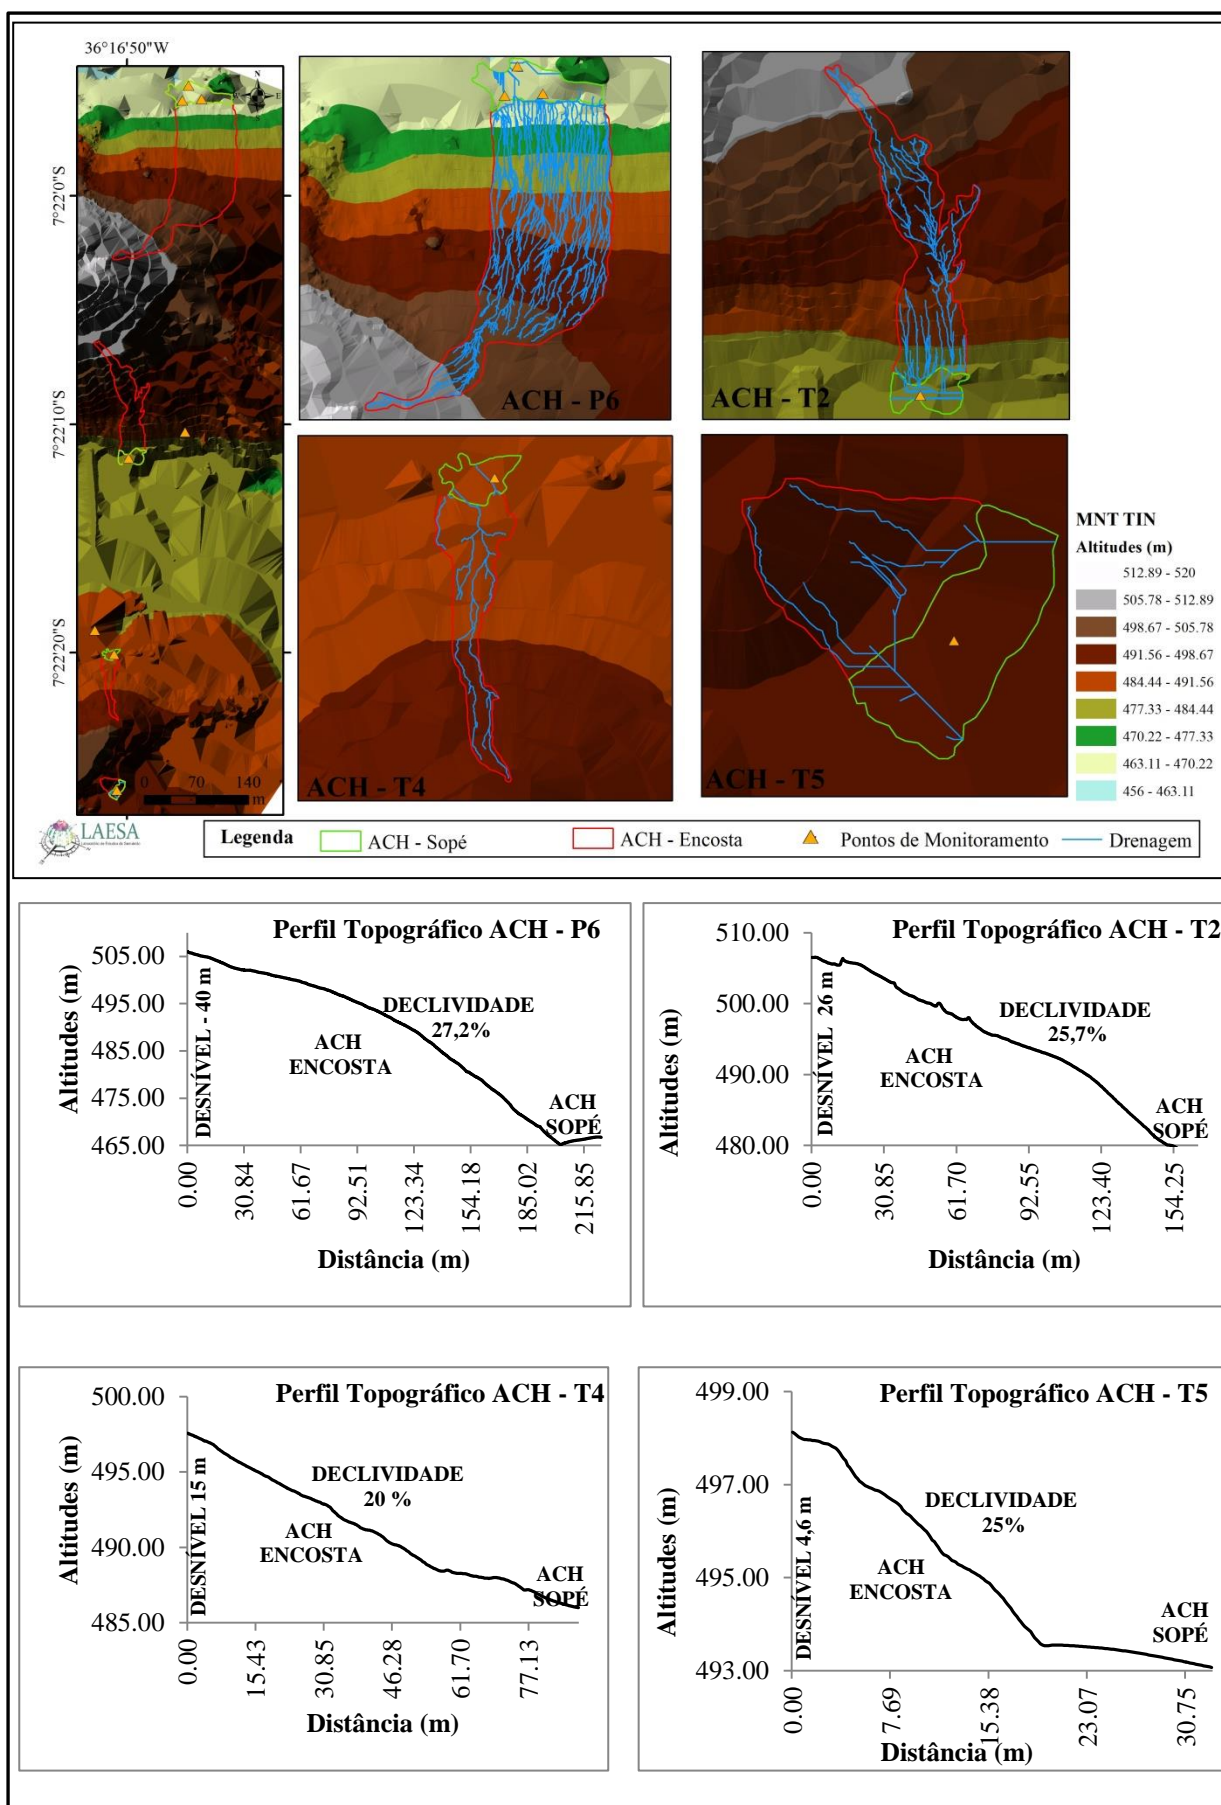 36°16'50"W
7°22'0"S
7°22'10"S
7°22'20"S
N
E
S
0 70 140
m
ACH - P6
ACH - T2
ACH - T4
ACH - T5
MNT TIN
Altitudes (m)
512.89 - 520
505.78 - 512.89
498.67 - 505.78
491.56 - 498.67
484.44 - 491.56
477.33 - 484.44
470.22 - 477.33
463.11 - 470.22
456 - 463.11
LAESA
Legenda
ACH - Sopé
ACH - Encosta
Pontos de Monitoramento
Drenagem
Perfil Topográfico ACH - P6
Altitudes (m)
505.00
495.00
485.00
475.00
465.00
DESNÍVEL - 40 m
DECLIVIDADE
27,2%
ACH
ENCOSTA
ACH
SOPÉ
0.00 30.84 61.67 92.51 123.34 154.18 185.02 215.85
Distância (m)
Perfil Topográfico ACH - T2
Altitudes (m)
510.00
500.00
490.00
480.00
DESNÍVEL 26 m
DECLIVIDADE
25,7%
ACH
ENCOSTA
ACH
SOPÉ
0.00 30.85 61.70 92.55 123.40 154.25
Distância (m)
Perfil Topográfico ACH - T4
Altitudes (m)
500.00
495.00
490.00
485.00
DESNÍVEL 15 m
DECLIVIDADE
20 %
ACH
ENCOSTA
ACH
SOPÉ
0.00 15.43 30.85 46.28 61.70 77.13
Distância (m)
Perfil Topográfico ACH - T5
Altitudes (m)
499.00
497.00
495.00
493.00
DESNÍVEL 4,6 m
DECLIVIDADE
25%
ACH
ENCOSTA
ACH
SOPÉ
0.00 7.69 15.38 23.07 30.75
Distância (m)